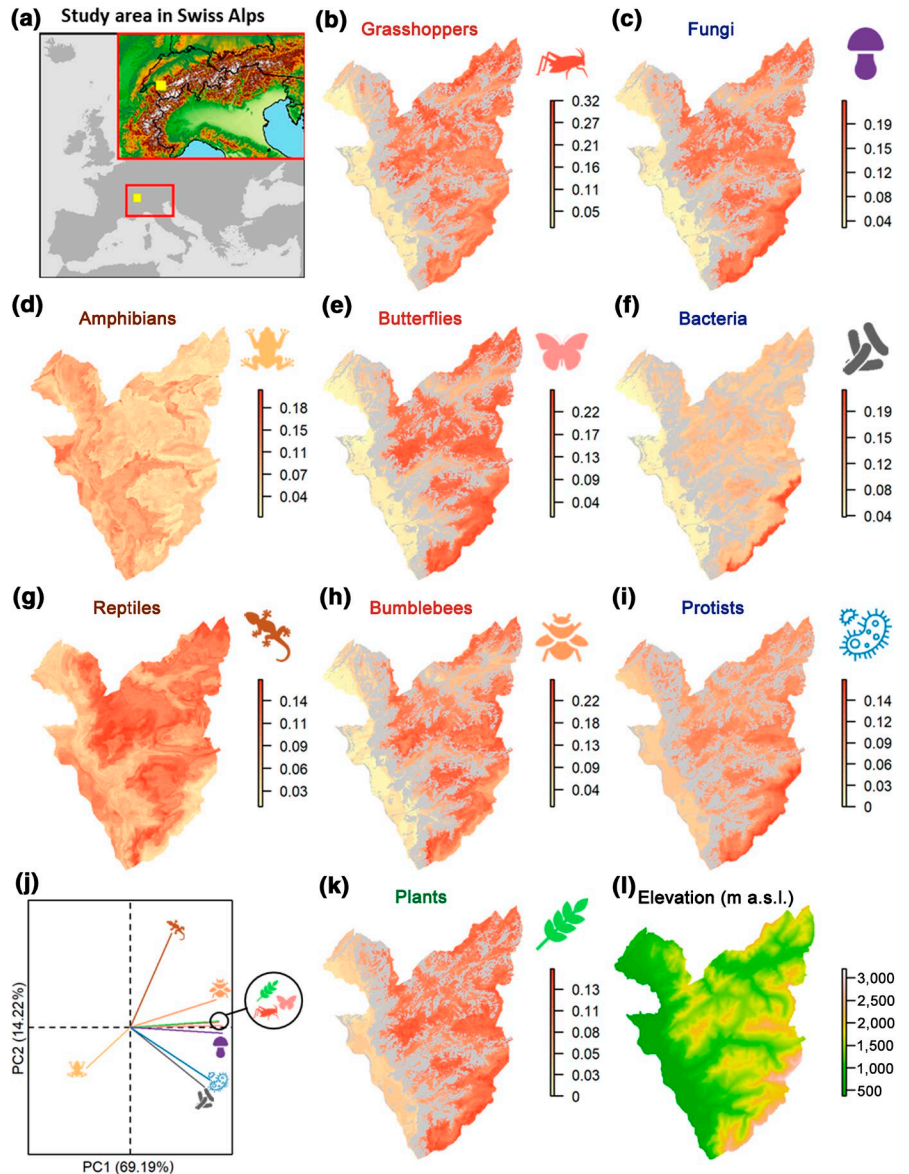 (a) Study area in Swiss Alps
(b)
Grasshoppers
0.32
0.27
0.21
0.16
0.11
0.05
(c)
Fungi
0.19
0.15
0.12
0.08
0.04
(d)
Amphibians
0.18
0.15
0.11
0.07
0.04
(e)
Butterflies
0.22
0.17
0.13
0.09
0.04
(f)
Bacteria
0.19
0.15
0.12
0.08
0.04
(g)
Reptiles
0.14
0.11
0.09
0.06
0.03
(h)
Bumblebees
0.22
0.18
0.13
0.09
0.04
(i)
Protists
0.14
0.12
0.09
0.06
0.03
0
(j)
PC2 (14.22%)
PC1 (69.19%)
(k)
Plants
0.13
0.11
0.08
0.05
0.03
0
(l)
Elevation (m a.s.l.)
3,000
2,500
2,000
1,000
500